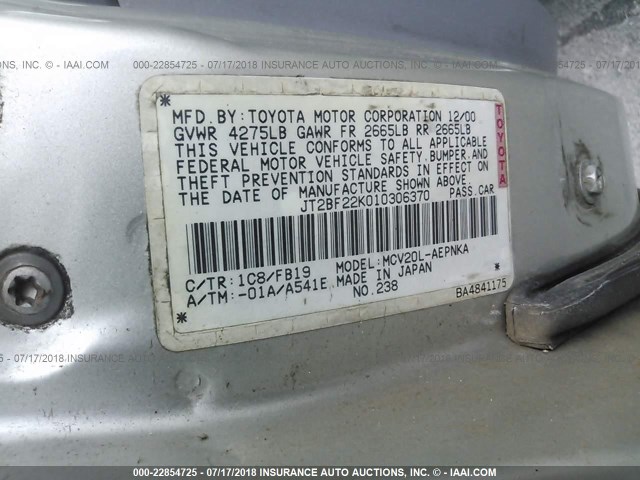 000-22854725 - 07/17/2018 - INSURANCE AUTO AUCTIONS, INC. - © IAAI.COM
MFD. BY: TOYOTA MOTOR CORPORATION 12/00
GVWR 4275LB GAWR FR 2665LB RR 2665LB
THIS VEHICLE CONFORMS TO ALL APPLICABLE
FEDERAL MOTOR VEHICLE SAFETY, BUMPER, AND
THEFT PREVENTION STANDARDS IN EFFECT ON
THE DATE OF MANUFACTURE SHOWN ABOVE.
JT2BF22K010306370 PASS.CAR
TOYOTA
C/TR: 1C8/FB19 MODEL: MCV20L-AEPNKA
A/TM: -01A/A541E MADE IN JAPAN
NO.238
BA4841175
000-22854725 - 07/17/2018 - INSURANCE AUTO AUCTIONS, INC. - © IAAI.COM
000-22854725 - 07/17/2018 - INSURANCE AUTO AUCTIONS, INC. - © IAAI.COM